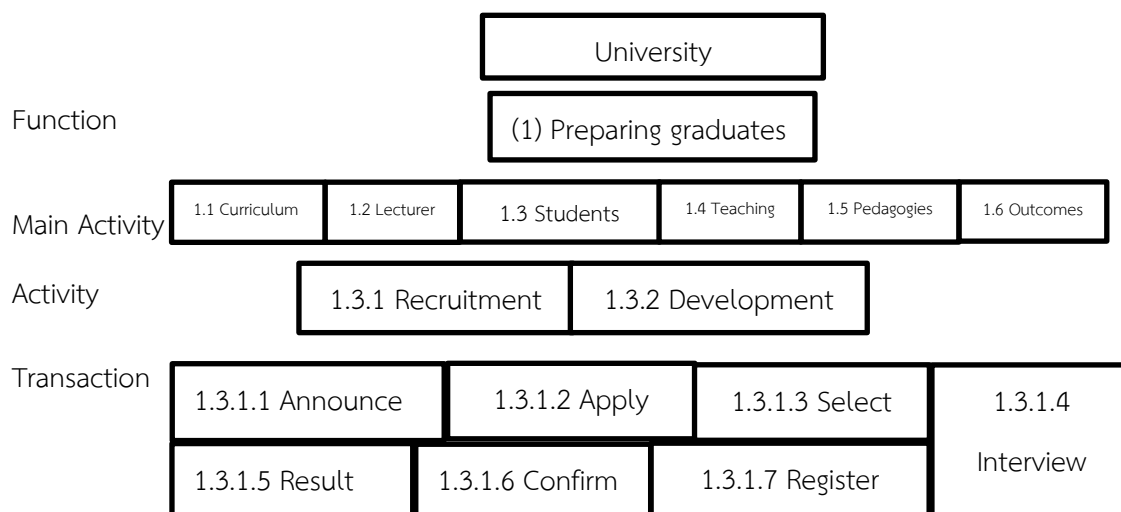 University
Function
(1) Preparing graduates
Main Activity
1.1 Curriculum
1.2 Lecturer
1.3 Students
1.4 Teaching
1.5 Pedagogies
1.6 Outcomes
Activity
1.3.1 Recruitment
1.3.2 Development
Transaction
1.3.1.1 Announce
1.3.1.2 Apply
1.3.1.3 Select
1.3.1.4
Interview
1.3.1.5 Result
1.3.1.6 Confirm
1.3.1.7 Register